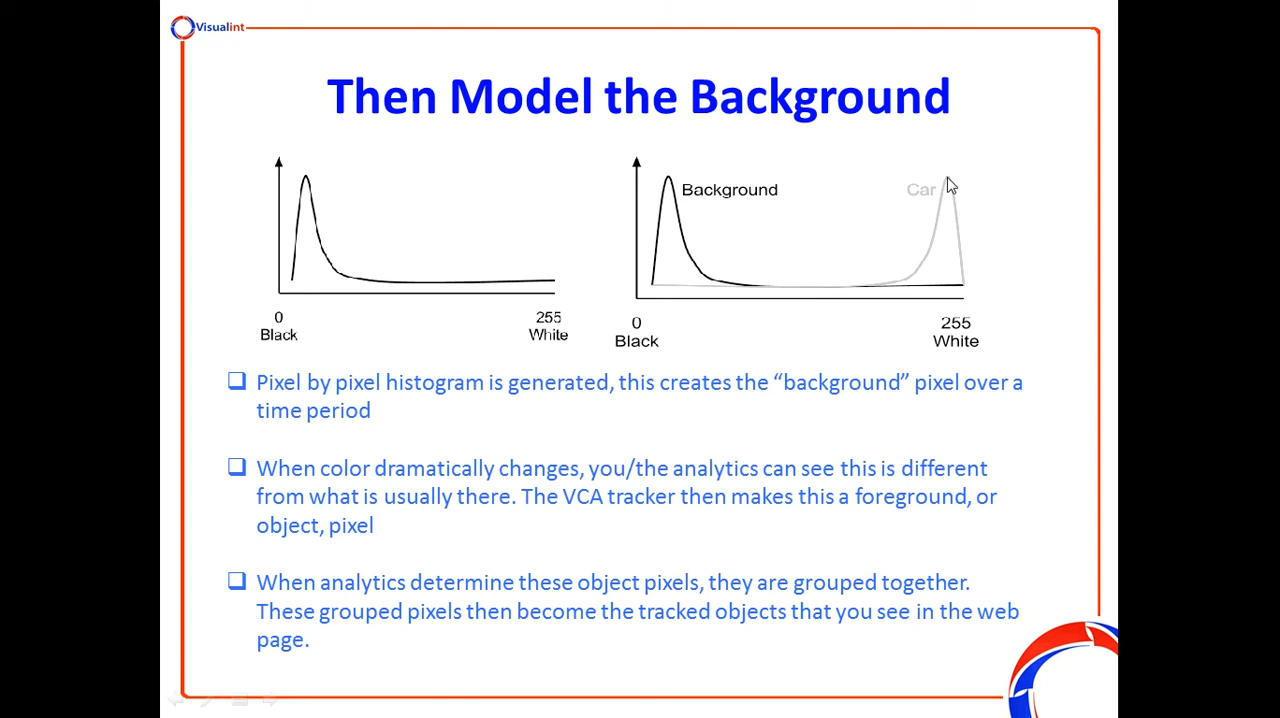 Visualint
Then Model the Background
Background
Car
0
Black
255
White
0
Black
255
White
Pixel by pixel histogram is generated, this creates the “background” pixel over a
time period
When color dramatically changes, you/the analytics can see this is different
from what is usually there. The VCA tracker then makes this a foreground, or
object, pixel
When analytics determine these object pixels, they are grouped together.
These grouped pixels then become the tracked objects that you see in the web
page.